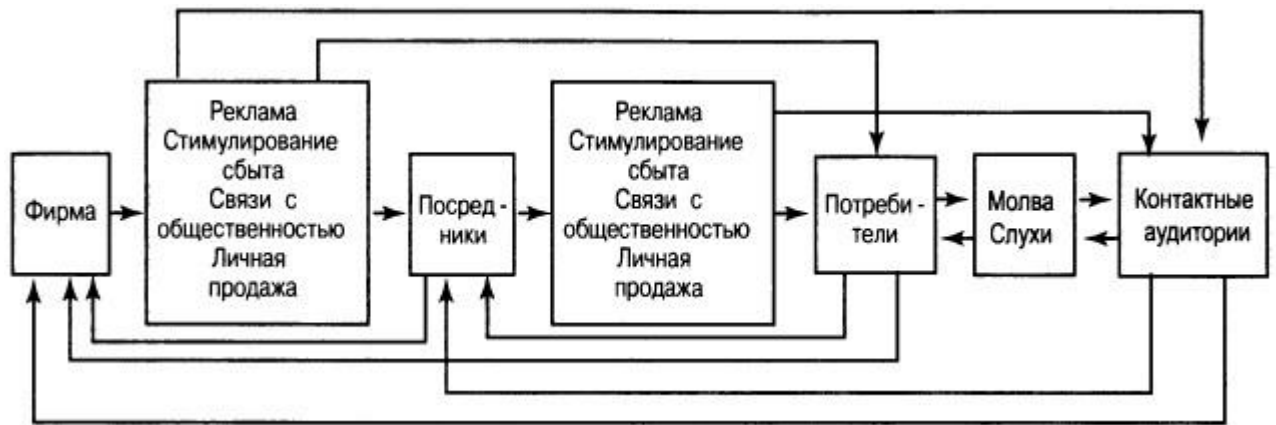 Фирма
Реклама
Стимулирование
сбыта
Связи с
общественностью
Личная
продажа
Посред -
ники
Реклама
Стимулирование
сбыта
Связи с
общественностью
Личная
продажа
Потреби -
тели
Молва
Слухи
Контактные
аудитории